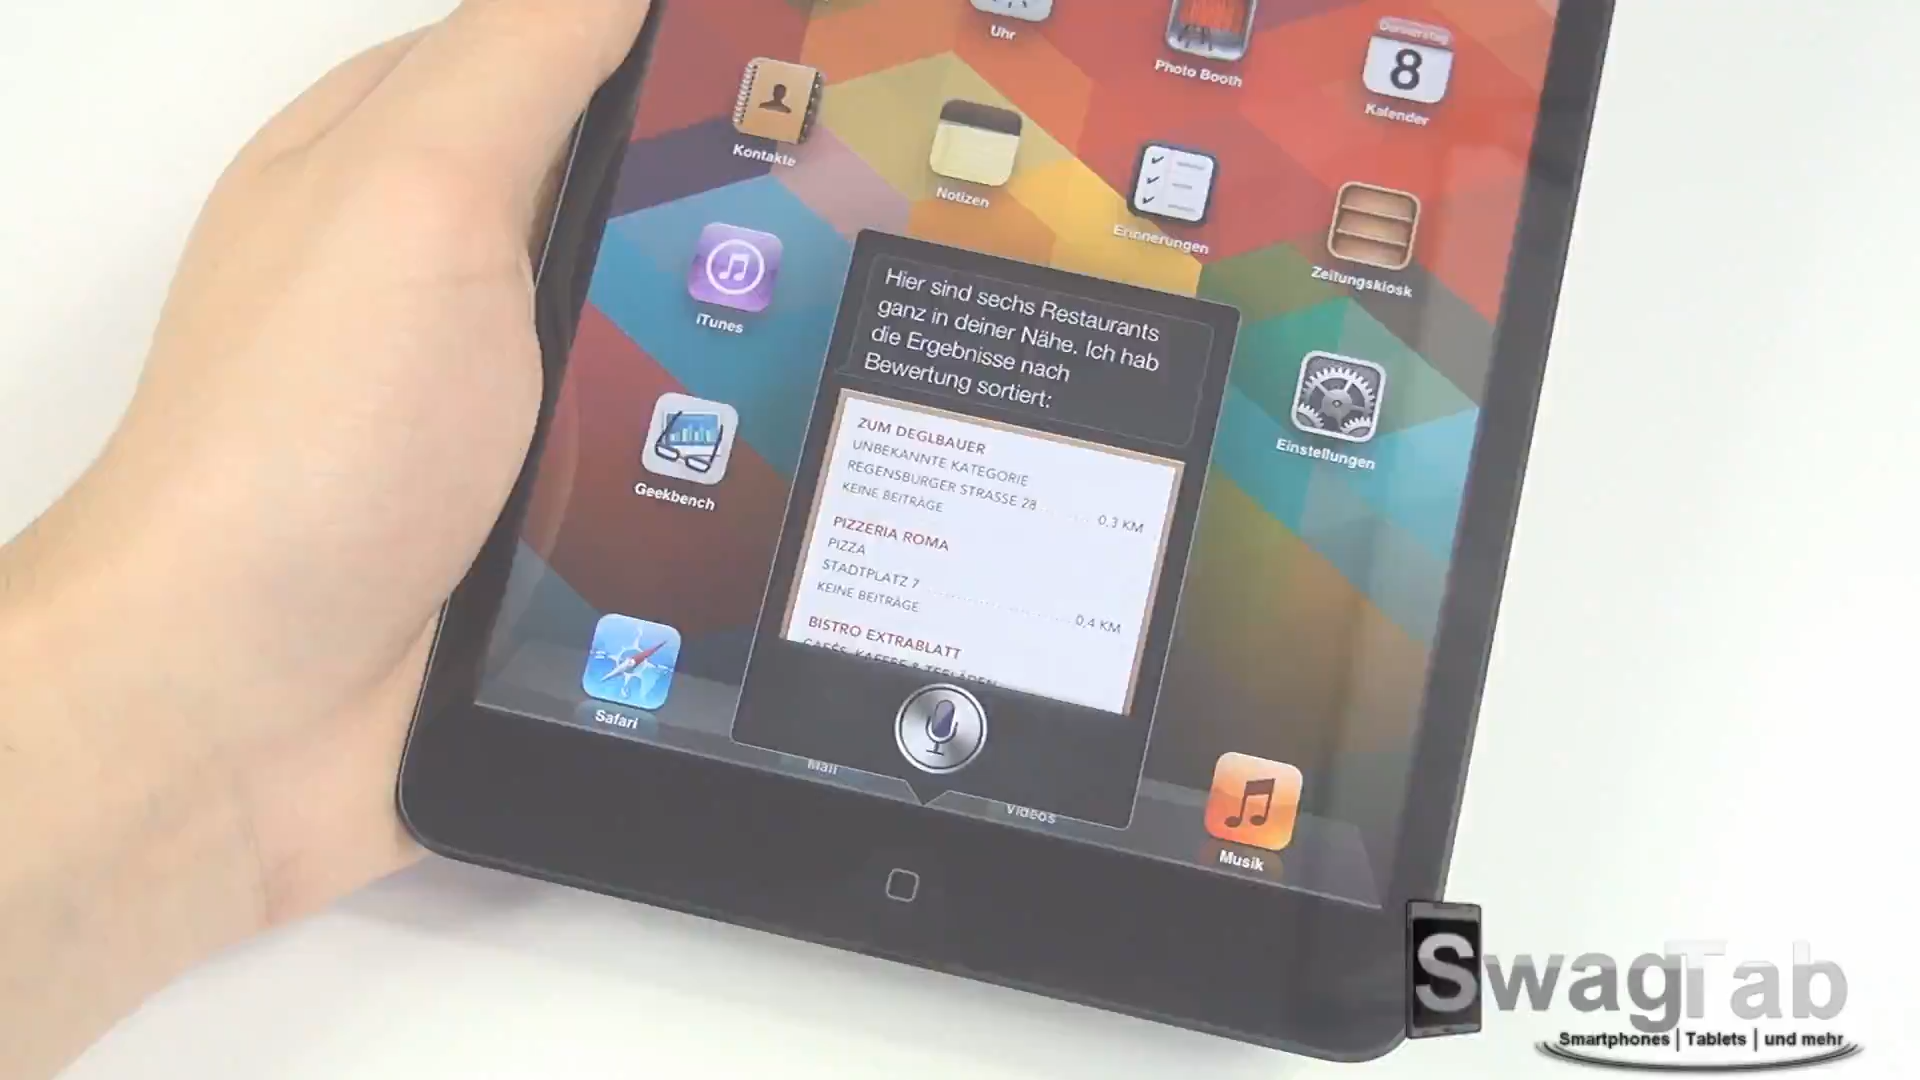 Uhr
Photo Booth
Donnerstag
8
Kalender
Kontakte
Notizen
Erinnerungen
Zeitungskiosk
iTunes
Hier sind sechs Restaurants
ganz in deiner Nähe. Ich hab
die Ergebnisse nach
Bewertung sortiert:
Einstellungen
Geekbench
ZUM DEGLBAUER
UNBEKANNTE KATEGORIE
REGENSBURGER STRASSE 28 0,3 KM
KEINE BEITRÄGE
PIZZERIA ROMA
PIZZA
STADTPLATZ 7 0,4 KM
KEINE BEITRÄGE
BISTRO EXTRABLATT
CAFÉS, KAFFEE & TEELÄDEN
Safari
Mail
Videos
Musik
SwagTab
Smartphones | Tablets | und mehr